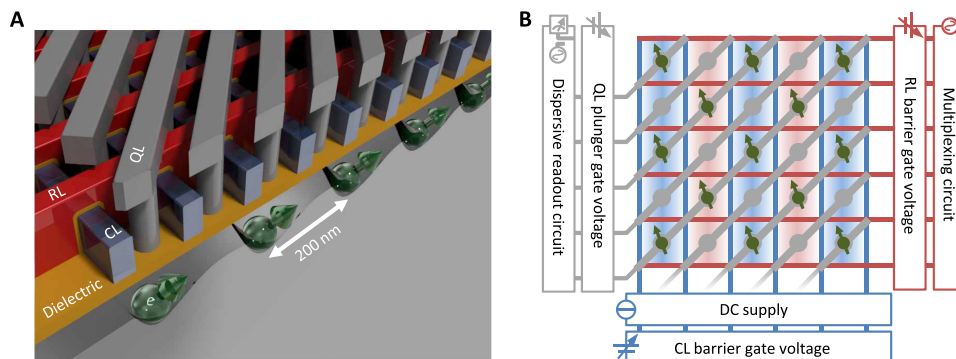 A
QL
RL
CL
200 nm
Dielectric
e
B
Dispersive readout circuit
QL plunger gate voltage
RL barrier gate voltage
Multiplexing circuit
DC supply
CL barrier gate voltage